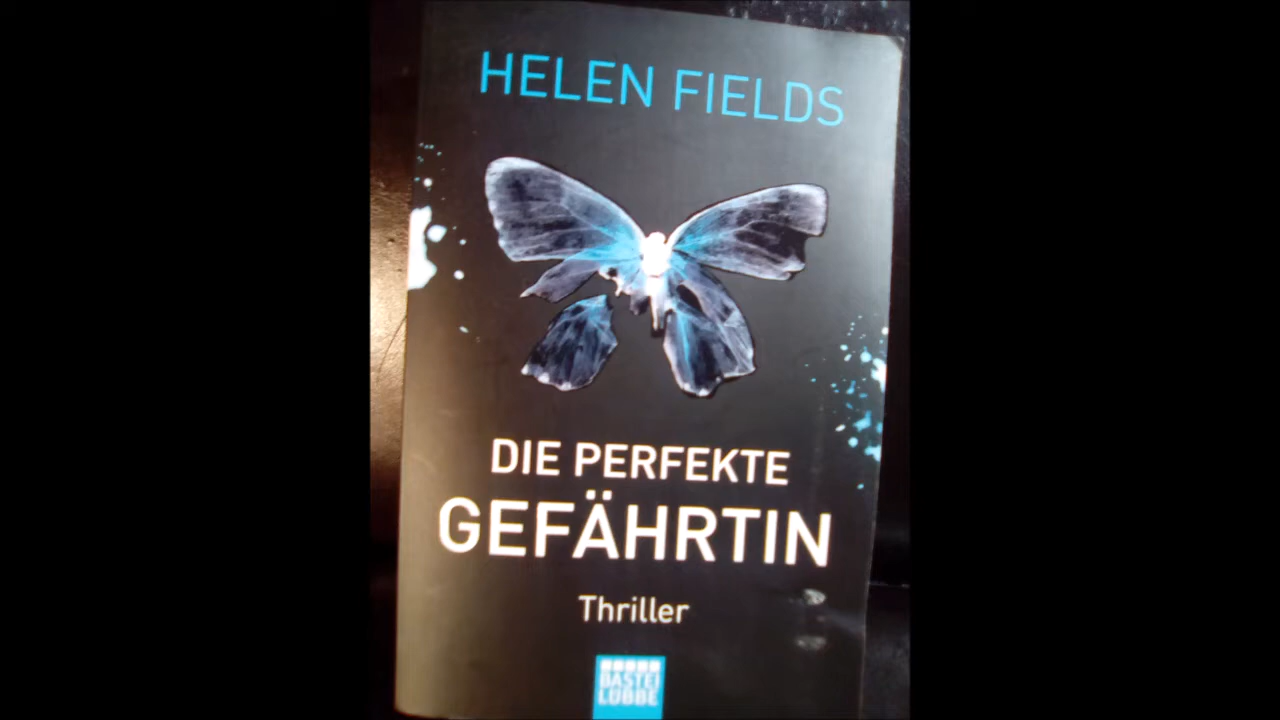 HELEN FIELDS
DIE PERFEKTE
GEFÄHRTIN
Thriller
BASTEI
LÜBBE